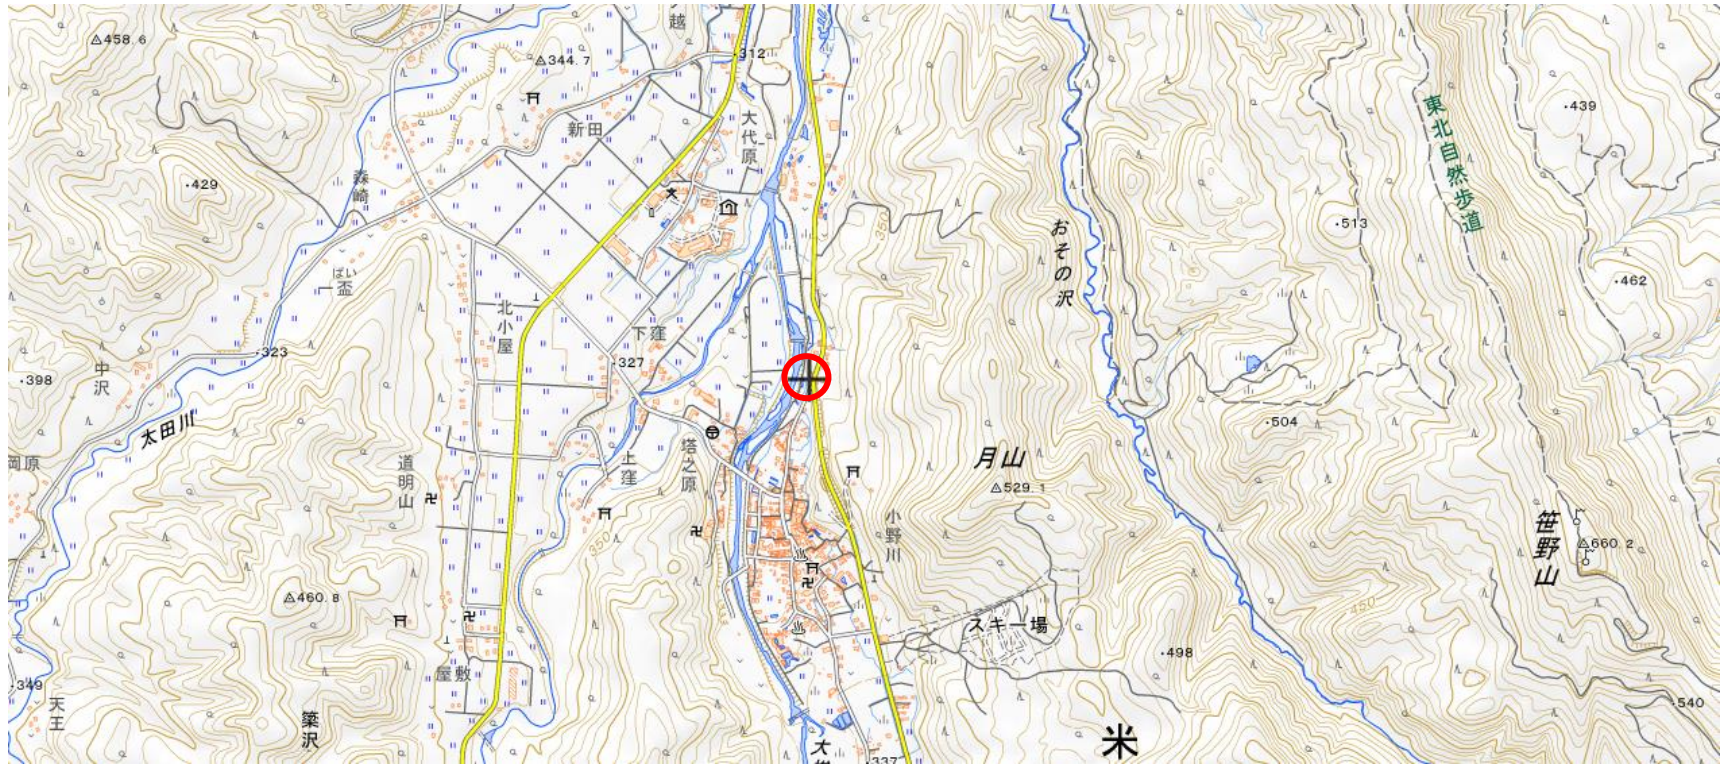 越
458.6
344.7
312
439
新田
大代原
東北自然歩道
森崎
429
513
おその沢
350
ばい
一盃
462
北小屋
下窪
323
327
中沢
398
504
太田川
塔之原
月山
岡原
道明山
上窪
529.1
小野川
笹野山
660.2
350
460.8
450
スキー場
498
屋敷
349
天王
540
簗沢
米
大
337